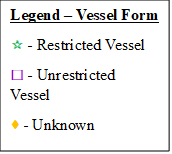 Legend – Vessel Form
☆ - Restricted Vessel
□ - Unrestricted
Vessel
♦ - Unknown